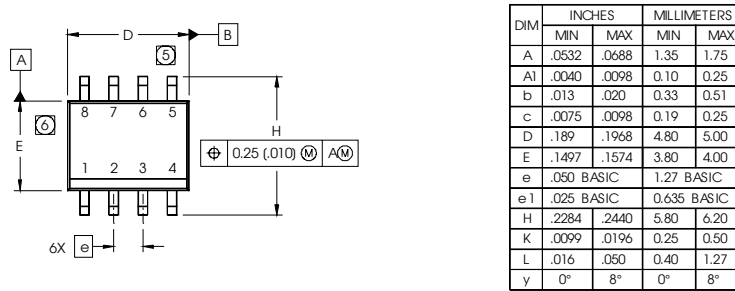 D
B
A
5
8 7 6 5
6
E
H
0.25 (.010) M A M
1 2 3 4
6X e
DIM INCHES MILLIMETERS
MIN MAX MIN MAX
A .0532 .0688 1.35 1.75
A1 .0040 .0098 0.10 0.25
b .013 .020 0.33 0.51
c .0075 .0098 0.19 0.25
D .189 .1968 4.80 5.00
E .1497 .1574 3.80 4.00
e .050 BASIC 1.27 BASIC
e1 .025 BASIC 0.635 BASIC
H .2284 .2440 5.80 6.20
K .0099 .0196 0.25 0.50
L .016 .050 0.40 1.27
y 0° 8° 0° 8°